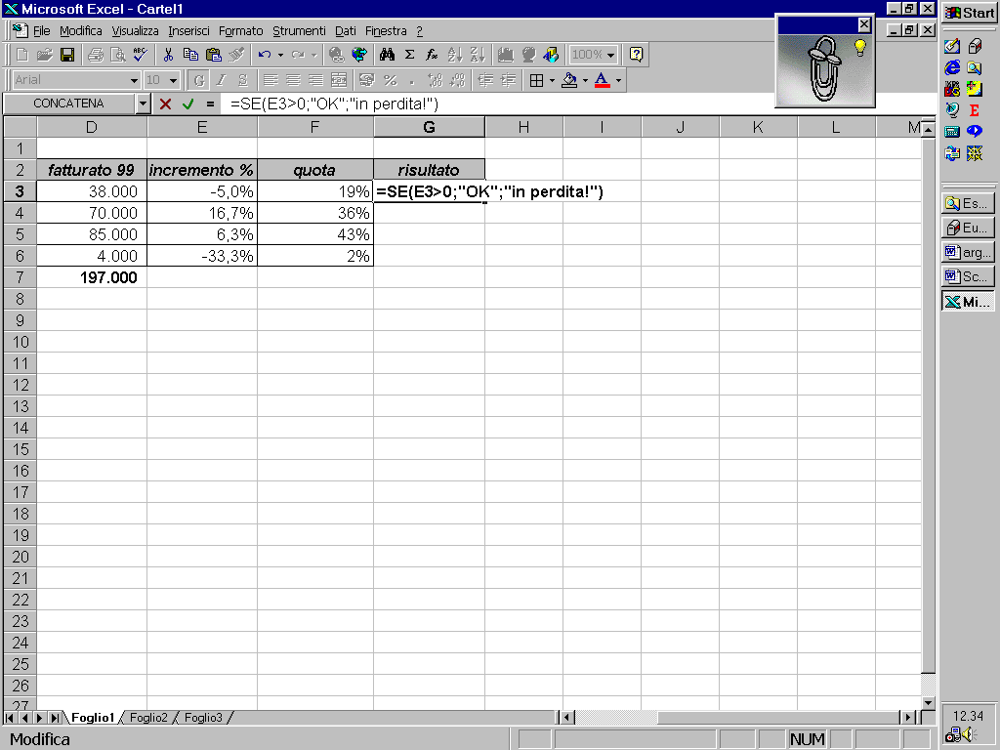 Microsoft Excel - Cartel1
Start
File Modifica Visualizza Inserisci Formato Strumenti Dati Finestra ?
ABC Σ fx 100% ?
Arial 10 G I S % A
CONCATENA = =SE(E3>0;"OK";"in perdita!")
D E F G H I J K L M
1
2 fatturato 99 incremento % quota risultato
3 38.000 -5,0% 19% =SE(E3>0;"OK";"in perdita!")
4 70.000 16,7% 36%
5 85.000 6,3% 43%
6 4.000 -33,3% 2%
7 197.000
8
9
10
11
12
13
14
15
16
17
18
19
20
21
22
23
24
25
26
27
Es...
Eu...
arg...
Sc...
Mi...
Foglio1 Foglio2 Foglio3
Modifica NUM
12.34